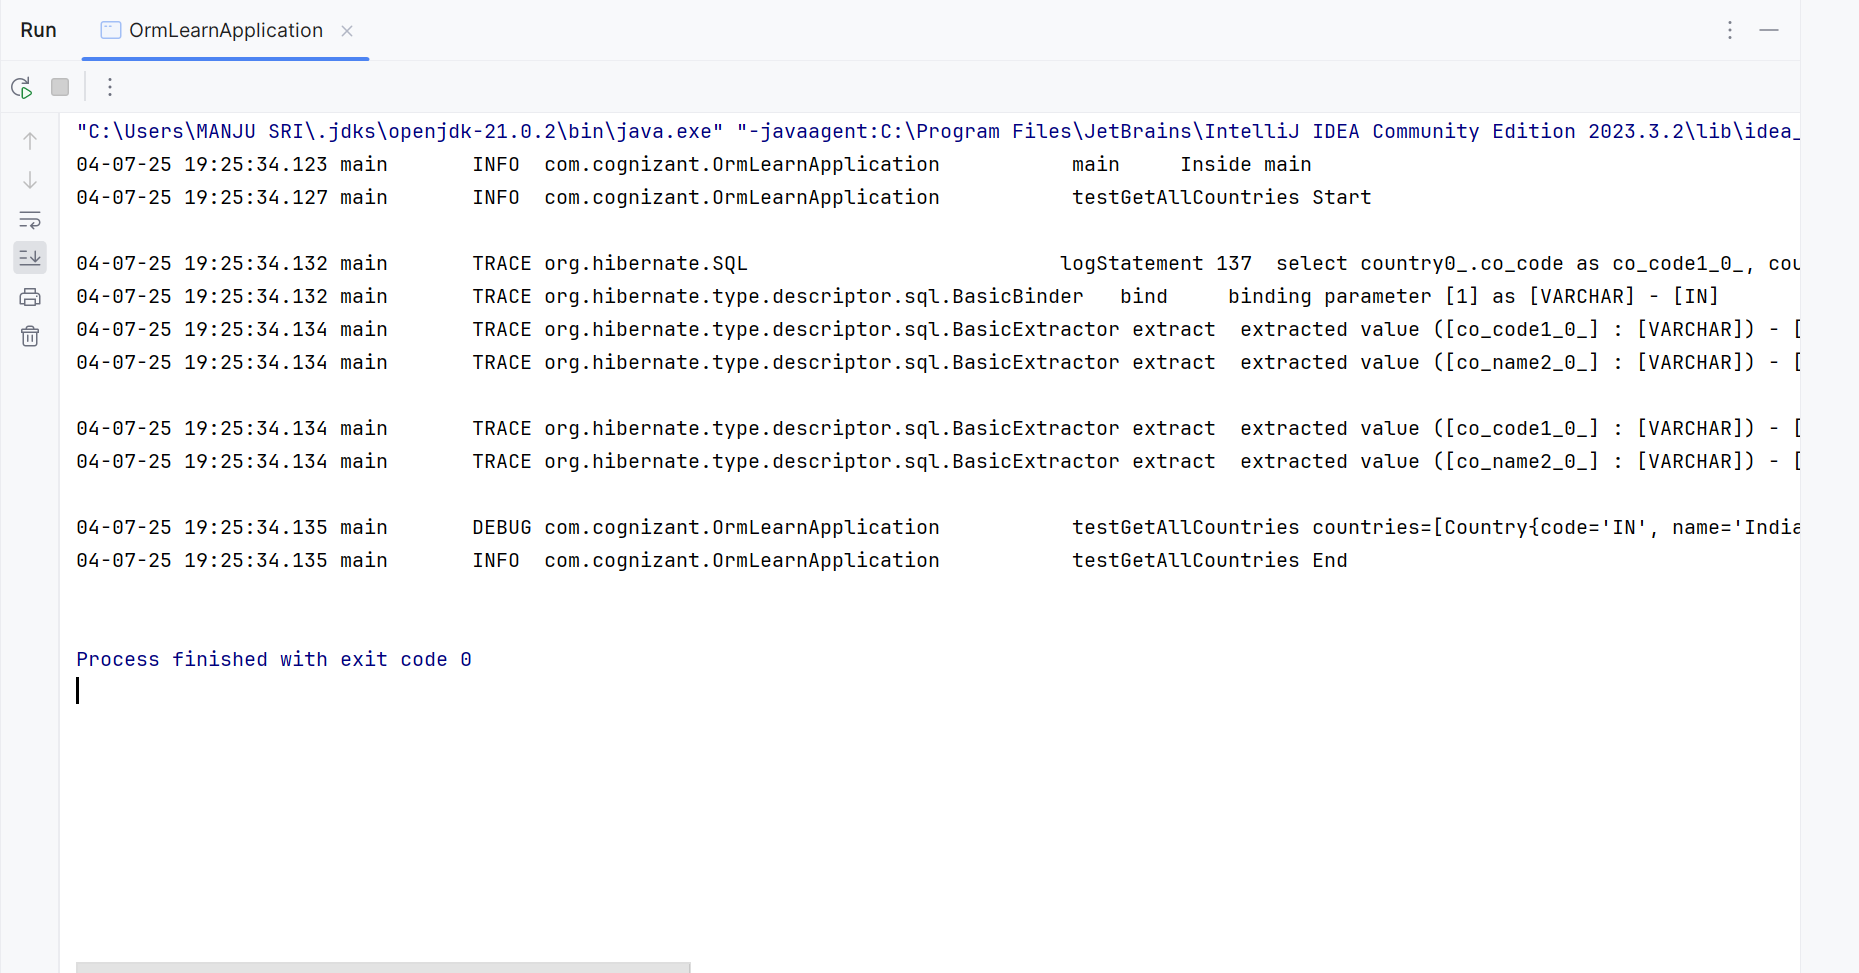 Run OrmLearnApplication
"C:\Users\MANJU SRI\.jdks\openjdk-21.0.2\bin\java.exe" "-javaagent:C:\Program Files\JetBrains\IntelliJ IDEA Community Edition 2023.3.2\lib\idea_
04-07-25 19:25:34.123 main       INFO  com.cognizant.OrmLearnApplication           main     Inside main
04-07-25 19:25:34.127 main       INFO  com.cognizant.OrmLearnApplication           testGetAllCountries Start
04-07-25 19:25:34.132 main       TRACE org.hibernate.SQL                          logStatement 137  select country0_.co_code as co_code1_0_, cou
04-07-25 19:25:34.132 main       TRACE org.hibernate.type.descriptor.sql.BasicBinder   bind     binding parameter [1] as [VARCHAR] - [IN]
04-07-25 19:25:34.134 main       TRACE org.hibernate.type.descriptor.sql.BasicExtractor extract  extracted value ([co_code1_0_] : [VARCHAR]) - [
04-07-25 19:25:34.134 main       TRACE org.hibernate.type.descriptor.sql.BasicExtractor extract  extracted value ([co_name2_0_] : [VARCHAR]) - [
04-07-25 19:25:34.134 main       TRACE org.hibernate.type.descriptor.sql.BasicExtractor extract  extracted value ([co_code1_0_] : [VARCHAR]) - [
04-07-25 19:25:34.134 main       TRACE org.hibernate.type.descriptor.sql.BasicExtractor extract  extracted value ([co_name2_0_] : [VARCHAR]) - [
04-07-25 19:25:34.135 main       DEBUG com.cognizant.OrmLearnApplication           testGetAllCountries countries=[Country{code='IN', name='India
04-07-25 19:25:34.135 main       INFO  com.cognizant.OrmLearnApplication           testGetAllCountries End
Process finished with exit code 0